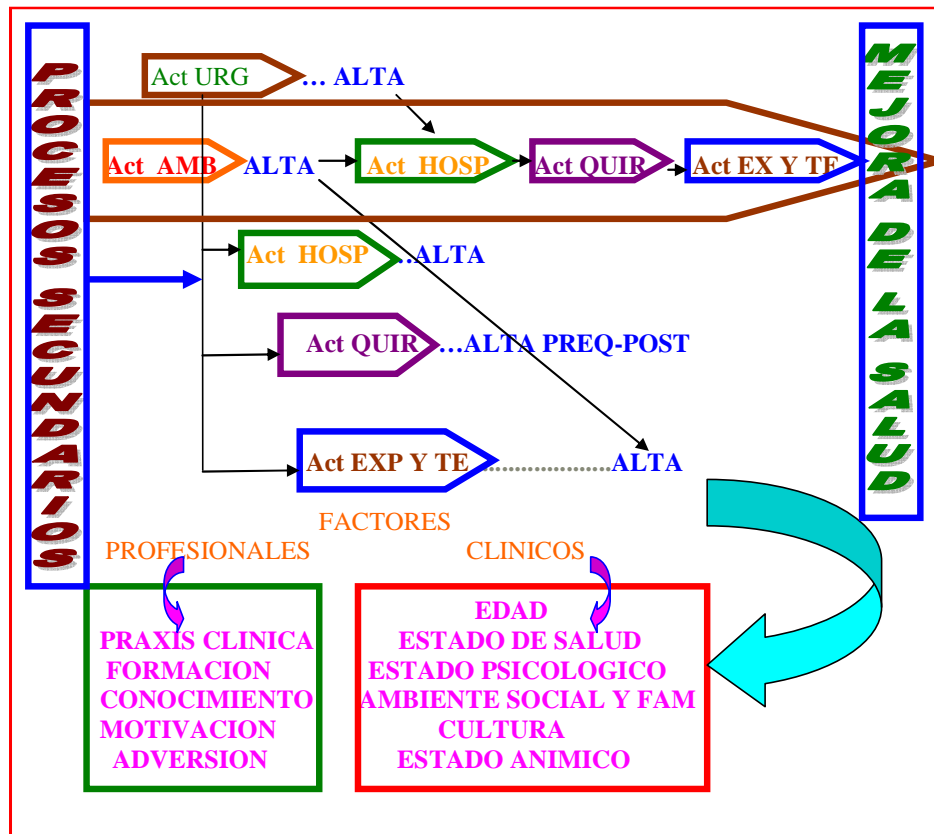 PROCESOS SECUNDARIOS
Act URG ... ALTA
Act AMB ALTA Act HOSP Act QUIR Act EX Y TE
Act HOSP ...ALTA
Act QUIR ...ALTA PREQ-POST
Act EXP Y TE ALTA
MEJORA DE LA SALUD
FACTORES
PROFESIONALES CLINICOS
PRAXIS CLINICA
FORMACION
CONOCIMIENTO
MOTIVACION
ADVERSION
EDAD
ESTADO DE SALUD
ESTADO PSICOLOGICO
AMBIENTE SOCIAL Y FAM
CULTURA
ESTADO ANIMICO